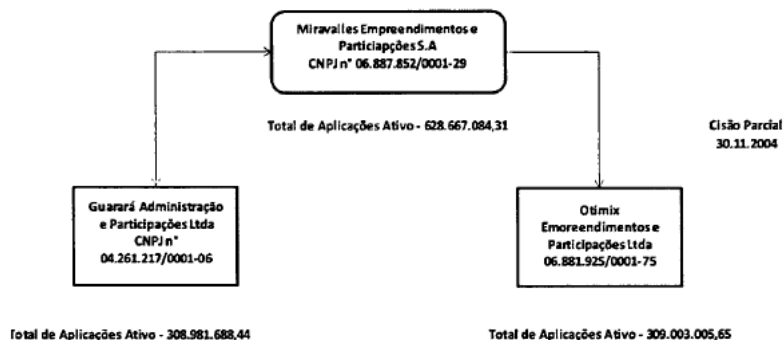 Miravalles Empreendimentos e
Particiapções S.A
CNPJ n° 06.887.852/0001-29
Total de Aplicações Ativo - 628.667.084,31
Cisão Parcial
30.11.2004
Guarará Administração
e Participações Ltda
CNPJ n°
04.261.217/0001-06
Otimix
Emoreendimentos e
Participações Ltda
06.881.925/0001-75
Total de Aplicações Ativo - 308.981.688,44
Total de Aplicações Ativo - 309.003.005,65